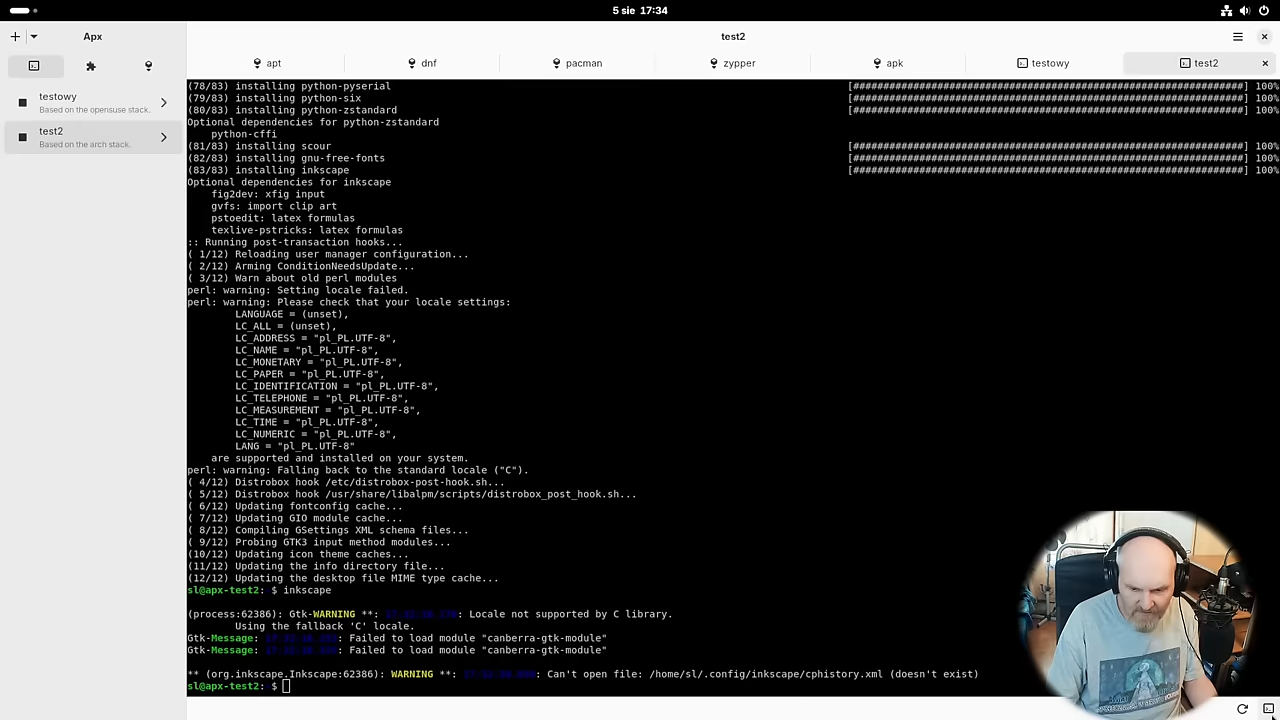 5 sie 17:34
Apx
test2
apt
dnf
pacman
zypper
apk
testowy
test2
testowy
Based on the opensuse stack.
test2
Based on the arch stack.
(78/83) installing python-pyserial [######################################################################] 100%
(79/83) installing python-six [######################################################################] 100%
(80/83) installing python-zstandard [######################################################################] 100%
Optional dependencies for python-zstandard
python-cffi
(81/83) installing scour [######################################################################] 100%
(82/83) installing gnu-free-fonts [######################################################################] 100%
(83/83) installing inkscape [######################################################################] 100%
Optional dependencies for inkscape
fig2dev: xfig input
gvfs: import clip art
pstoedit: latex formulas
texlive-pstricks: latex formulas
:: Running post-transaction hooks...
( 1/12) Reloading user manager configuration...
( 2/12) Arming ConditionNeedsUpdate...
( 3/12) Warn about old perl modules
perl: warning: Setting locale failed.
perl: warning: Please check that your locale settings:
LANGUAGE = (unset),
LC_ALL = (unset),
LC_ADDRESS = "pl_PL.UTF-8",
LC_NAME = "pl_PL.UTF-8",
LC_MONETARY = "pl_PL.UTF-8",
LC_PAPER = "pl_PL.UTF-8",
LC_IDENTIFICATION = "pl_PL.UTF-8",
LC_TELEPHONE = "pl_PL.UTF-8",
LC_MEASUREMENT = "pl_PL.UTF-8",
LC_TIME = "pl_PL.UTF-8",
LC_NUMERIC = "pl_PL.UTF-8",
LANG = "pl_PL.UTF-8"
are supported and installed on your system.
perl: warning: Falling back to the standard locale ("C").
( 4/12) Distrobox hook /etc/distrobox-post-hook.sh...
( 5/12) Distrobox hook /usr/share/libalpm/scripts/distrobox_post_hook.sh...
( 6/12) Updating fontconfig cache...
( 7/12) Updating GIO module cache...
( 8/12) Compiling GSettings XML schema files...
( 9/12) Probing GTK3 input method modules...
(10/12) Updating icon theme caches...
(11/12) Updating the info directory file...
(12/12) Updating the desktop file MIME type cache...
sl@apx-test2: $ inkscape
(process:62386): Gtk-WARNING **: : Locale not supported by C library.
Using the fallback 'C' locale.
Gtk-Message: : Failed to load module "canberra-gtk-module"
Gtk-Message: : Failed to load module "canberra-gtk-module"
** (org.inkscape.Inkscape:62386): WARNING **: : Can't open file: /home/sl/.config/inkscape/cphistory.xml (doesn't exist)
sl@apx-test2: $